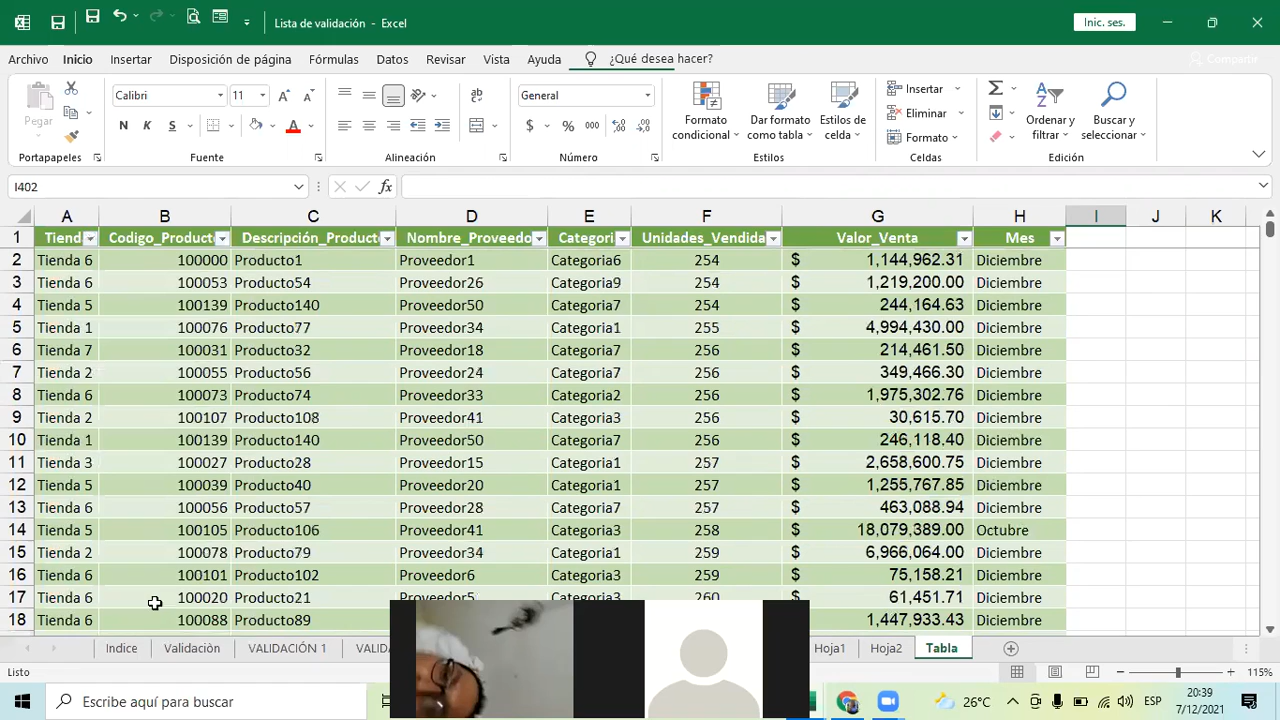 Lista de validación - Excel
Inic. ses.
Archivo Inicio Insertar Disposición de página Fórmulas Datos Revisar Vista Ayuda ¿Qué desea hacer? Compartir
Pegar
Calibri 11
N K S
General
$ % 000
Formato condicional
Dar formato como tabla
Estilos de celda
Insertar
Eliminar
Formato
Ordenar y filtrar
Buscar y seleccionar
Portapapeles Fuente Alineación Número Estilos Celdas Edición
I402 fx
A B C D E F G H I J K
1 Tiend Codigo_Product Descripción_Product Nombre_Proveedo Categori Unidades_Vendida Valor_Venta Mes
2 Tienda 6 100000 Producto1 Proveedor1 Categoria6 254 $ 1,144,962.31 Diciembre
3 Tienda 6 100053 Producto54 Proveedor26 Categoria9 254 $ 1,219,200.00 Diciembre
4 Tienda 5 100139 Producto140 Proveedor50 Categoria7 254 $ 244,164.63 Diciembre
5 Tienda 1 100076 Producto77 Proveedor34 Categoria1 255 $ 4,994,430.00 Diciembre
6 Tienda 7 100031 Producto32 Proveedor18 Categoria7 256 $ 214,461.50 Diciembre
7 Tienda 2 100055 Producto56 Proveedor24 Categoria7 256 $ 349,466.30 Diciembre
8 Tienda 6 100073 Producto74 Proveedor33 Categoria2 256 $ 1,975,302.76 Diciembre
9 Tienda 2 100107 Producto108 Proveedor41 Categoria3 256 $ 30,615.70 Diciembre
10 Tienda 1 100139 Producto140 Proveedor50 Categoria7 256 $ 246,118.40 Diciembre
11 Tienda 3 100027 Producto28 Proveedor15 Categoria1 257 $ 2,658,600.75 Diciembre
12 Tienda 5 100039 Producto40 Proveedor20 Categoria1 257 $ 1,255,767.85 Diciembre
13 Tienda 6 100056 Producto57 Proveedor28 Categoria7 257 $ 463,088.94 Diciembre
14 Tienda 5 100105 Producto106 Proveedor41 Categoria3 258 $ 18,079,389.00 Octubre
15 Tienda 2 100078 Producto79 Proveedor34 Categoria1 259 $ 6,966,064.00 Diciembre
16 Tienda 6 100101 Producto102 Proveedor6 Categoria3 259 $ 75,158.21 Diciembre
17 Tienda 6 100020 Producto21 Proveedor5 Categoria3 260 $ 61,451.71 Diciembre
18 Tienda 6 100088 Producto89 $ 1,447,933.43 Diciembre
Indice Validación VALIDACIÓN 1 VALIDA Hoja1 Hoja2 Tabla
Listo 115%
Escribe aquí para buscar
26°C ESP 20:39
7/12/2021